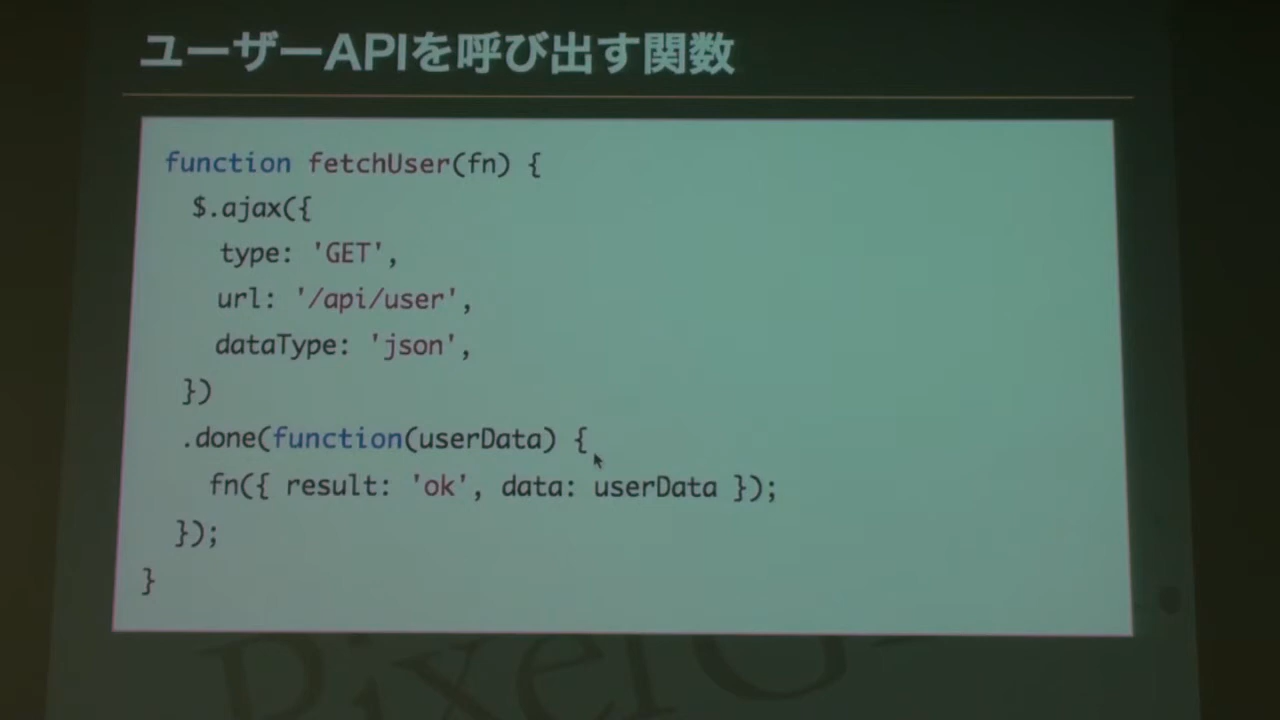 ユーザーAPIを呼び出す関数
function fetchUser(fn) {
  $.ajax({
    type: 'GET',
    url: '/api/user',
    dataType: 'json',
  })
  .done(function(userData) {
    fn({ result: 'ok', data: userData });
  });
}